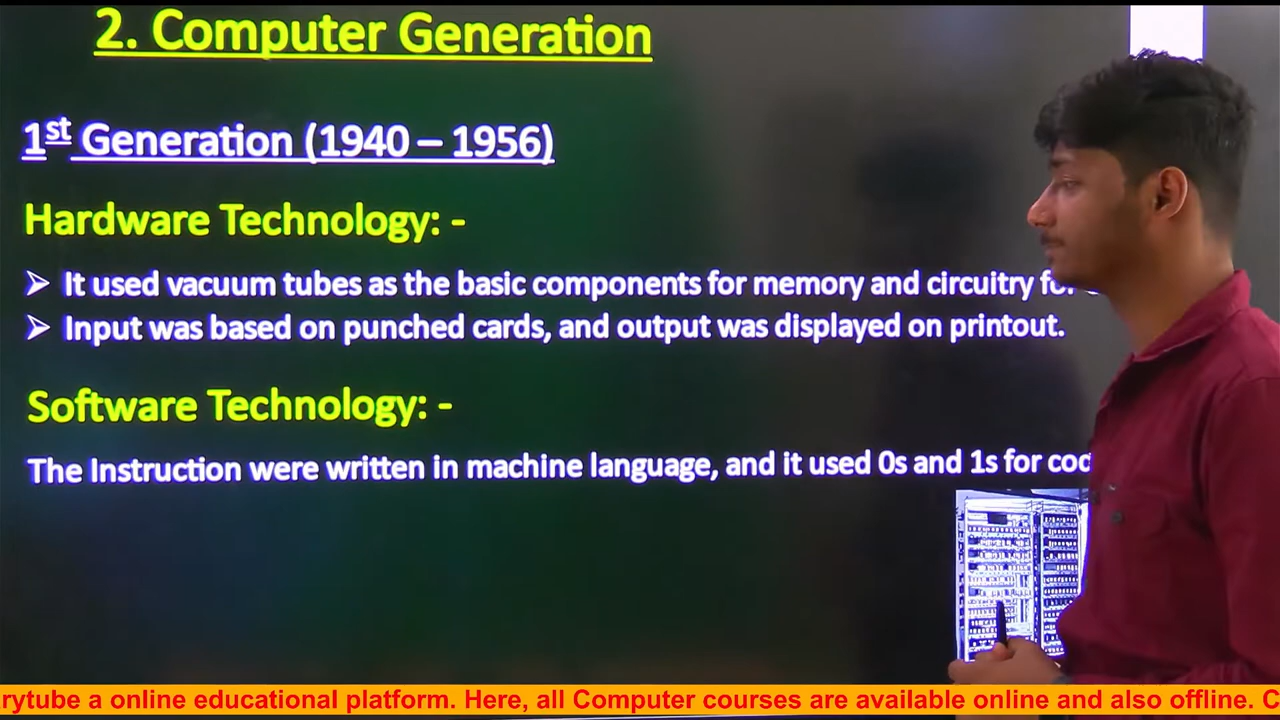 2. Computer Generation
1st Generation (1940 – 1956)
Hardware Technology: -
➢ It used vacuum tubes as the basic components for memory and circuitry for
➢ Input was based on punched cards, and output was displayed on printout.
Software Technology: -
The Instruction were written in machine language, and it used 0s and 1s for
rytube a online educational platform. Here, all Computer courses are available online and also offline. C